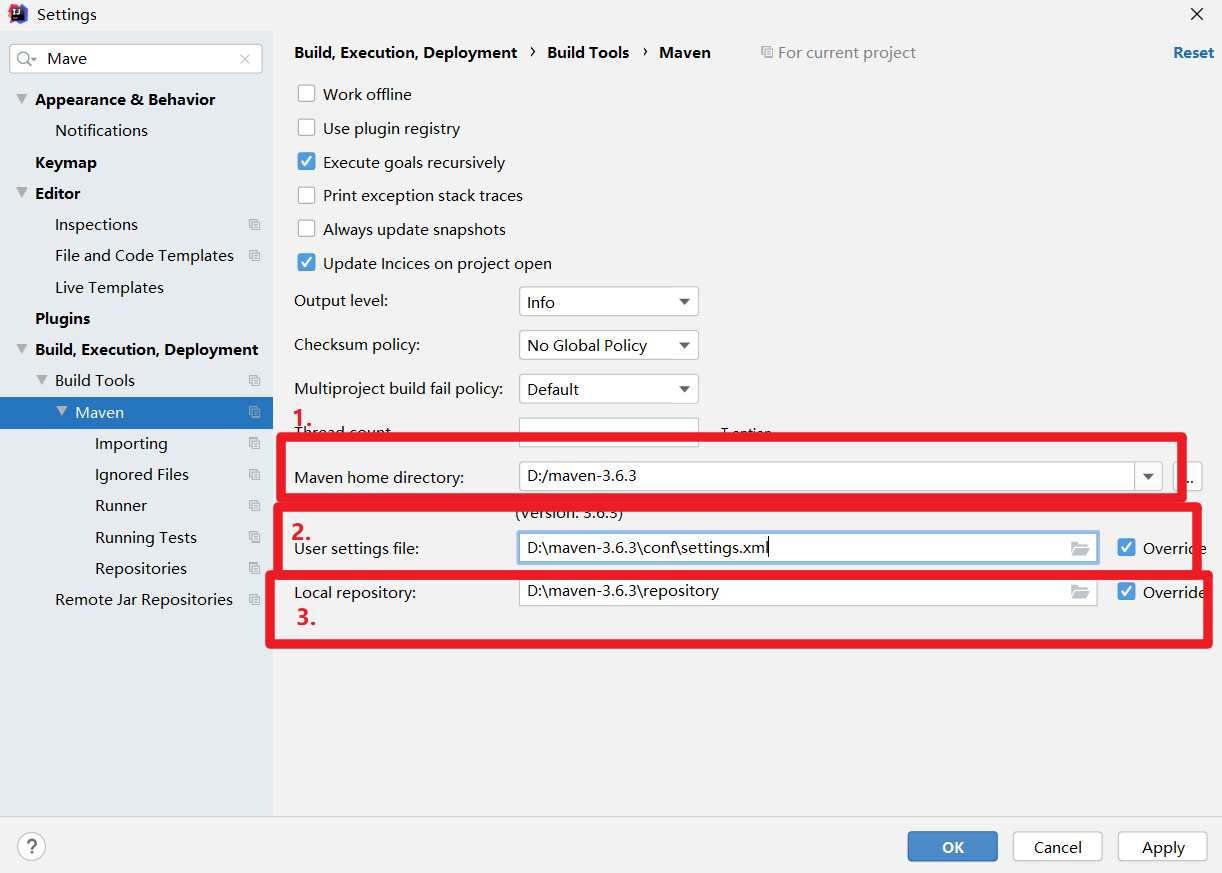 Settings
Mave
Appearance & Behavior
Notifications
Keymap
Editor
Inspections
File and Code Templates
Live Templates
Plugins
Build, Execution, Deployment
Build Tools
Maven
Importing
Ignored Files
Runner
Running Tests
Repositories
Remote Jar Repositories
Build, Execution, Deployment › Build Tools › Maven For current project Reset
Work offline
Use plugin registry
Execute goals recursively
Print exception stack traces
Always update snapshots
Update Incices on project open
Output level: Info
Checksum policy: No Global Policy
Multiproject build fail policy: Default
1.
Thread count -T option
Maven home directory: D:/maven-3.6.3 ...
(Version: 3.6.3)
2.
User settings file: D:\maven-3.6.3\conf\settings.xml Override
Local repository: D:\maven-3.6.3\repository Override
3.
? OK Cancel Apply